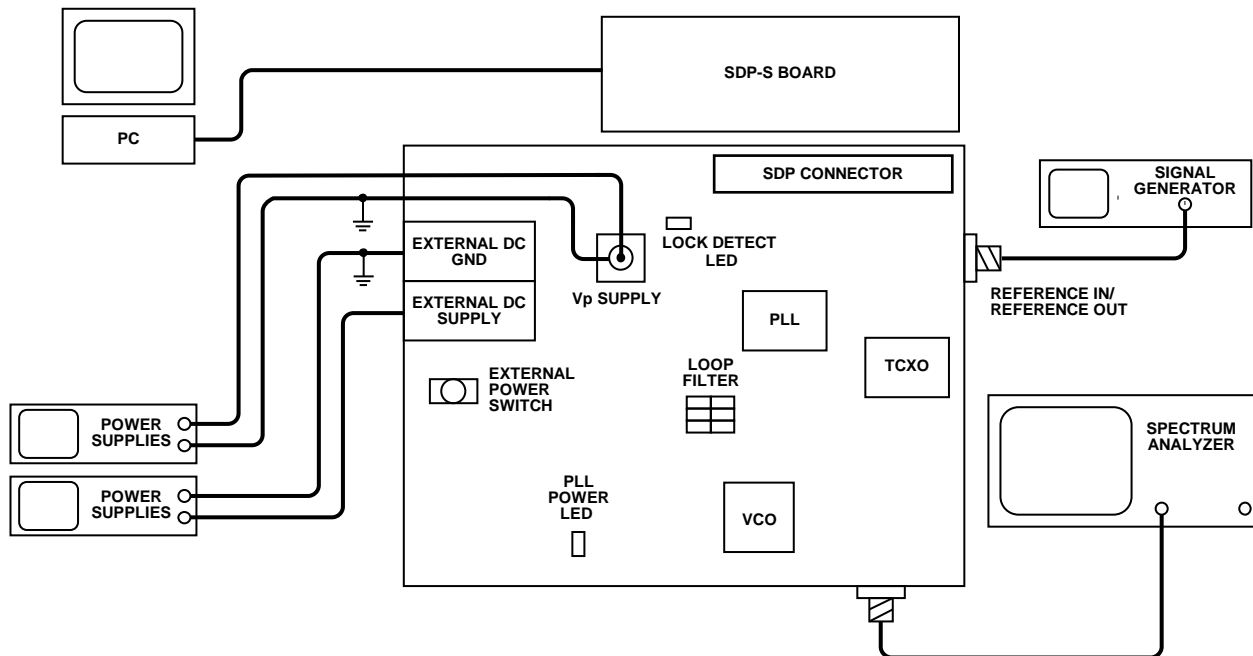 SDP-S BOARD
PC
SDP CONNECTOR
SIGNAL
GENERATOR
EXTERNAL DC
GND
LOCK DETECT
LED
Vp SUPPLY
EXTERNAL DC
SUPPLY
REFERENCE IN/
REFERENCE OUT
PLL
TCXO
LOOP
FILTER
EXTERNAL
POWER
SWITCH
POWER
SUPPLIES
SPECTRUM
ANALYZER
POWER
SUPPLIES
PLL
POWER
LED
VCO